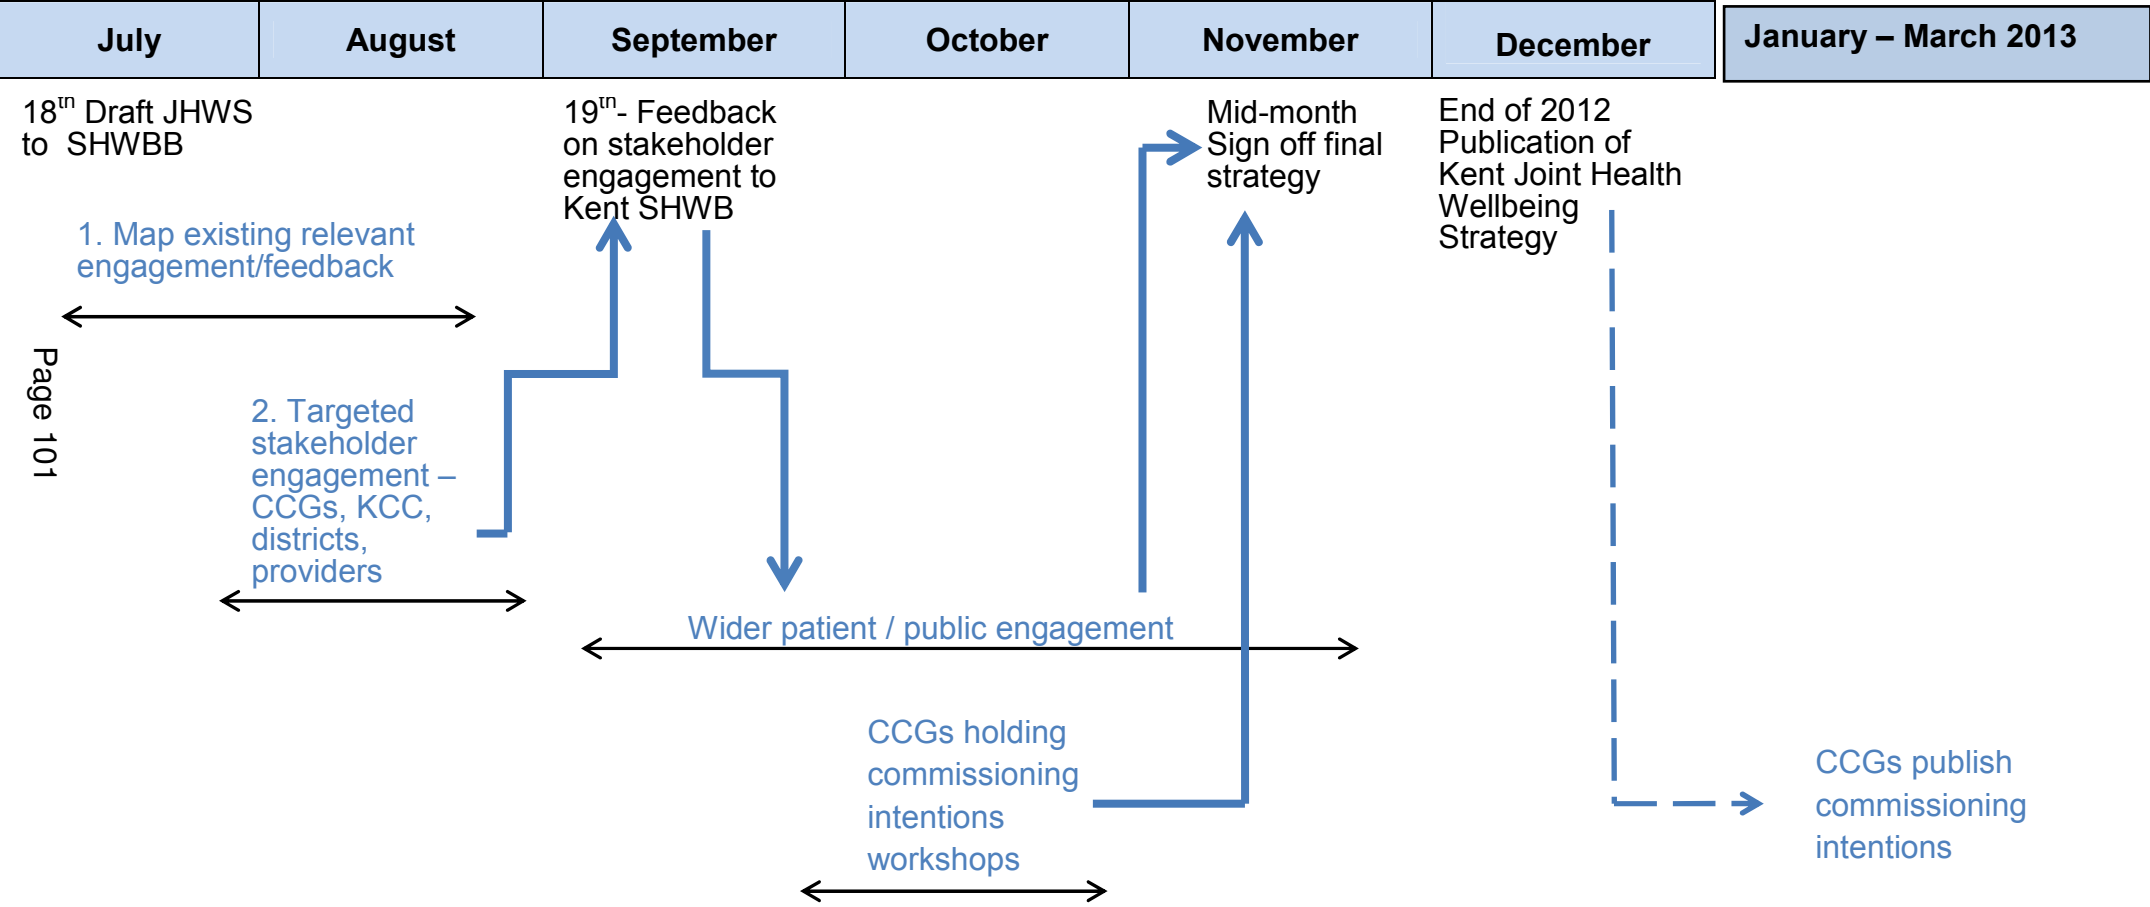 July August September October November December January – March 2013
18th Draft JHWS
to SHWBB
19th- Feedback
on stakeholder
engagement to
Kent SHWB
Mid-month
Sign off final
strategy
End of 2012
Publication of
Kent Joint Health
Wellbeing
Strategy
1. Map existing relevant
engagement/feedback
Page 101
2. Targeted
stakeholder
engagement –
CCGs, KCC,
districts,
providers
Wider patient / public engagement
CCGs holding
commissioning
intentions
workshops
CCGs publish
commissioning
intentions